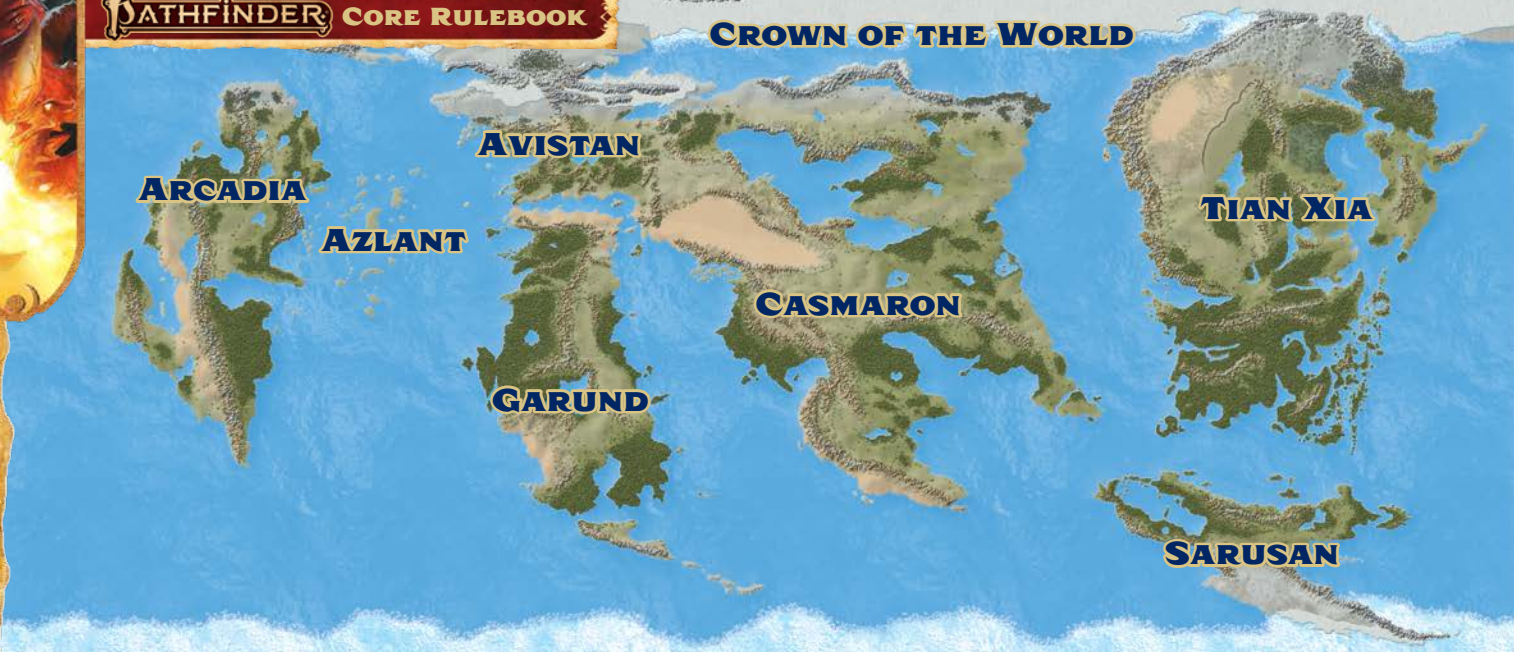 PATHFINDER CORE RULEBOOK
CROWN OF THE WORLD
AVISTAN
ARCADIA
TIAN XIA
AZLANT
CASMARON
GARUND
SARUSAN